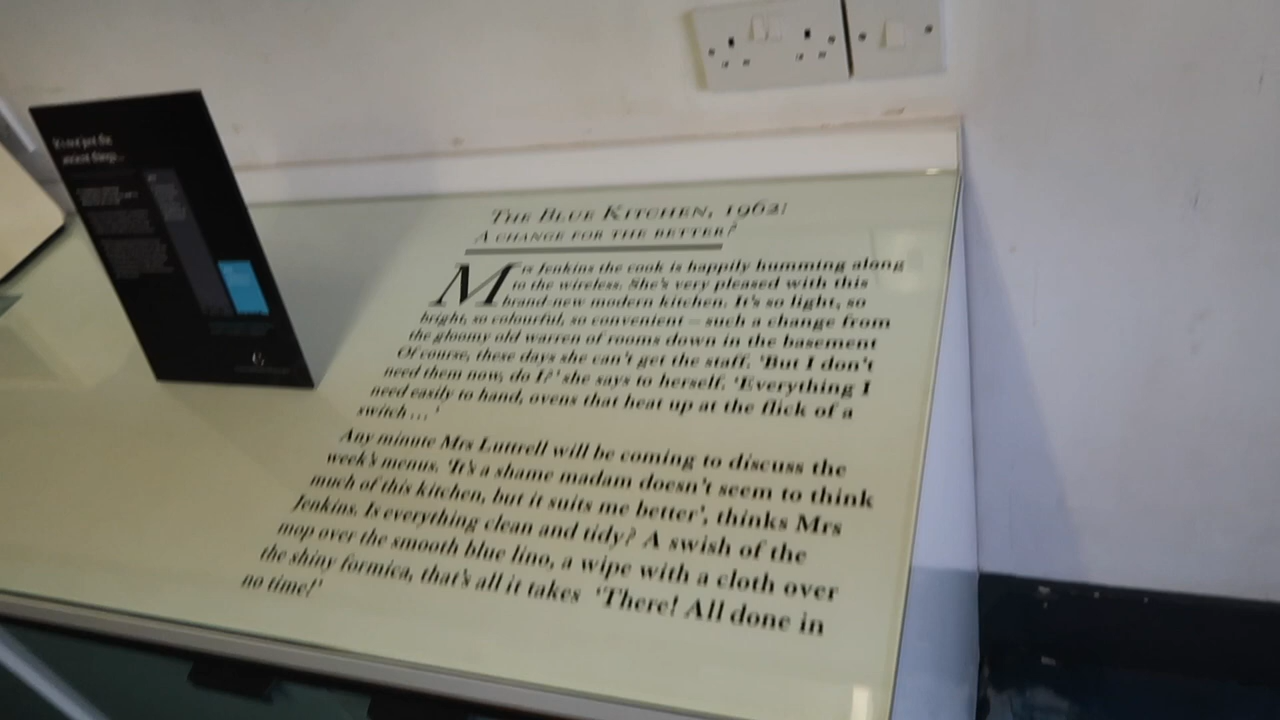 It's not just the
ancient things...
THE BLUE KITCHEN, 1962:
A CHANGE FOR THE BETTER?
Mrs Jenkins the cook is happily humming along
to the wireless. She's very pleased with this
brand-new modern kitchen. It's so light, so
bright, so colourful, so convenient – such a change from
the gloomy old warren of rooms down in the basement
Of course, these days she can't get the staff. 'But I don't
need them now, do I?' she says to herself. 'Everything I
need easily to hand, ovens that heat up at the flick of a
switch ... '
Any minute Mrs Luttrell will be coming to discuss the
week's menus. 'It's a shame madam doesn't seem to think
much of this kitchen, but it suits me better', thinks Mrs
Jenkins. Is everything clean and tidy? A swish of the
mop over the smooth blue lino, a wipe with a cloth over
the shiny formica, that's all it takes 'There! All done in
no time!'